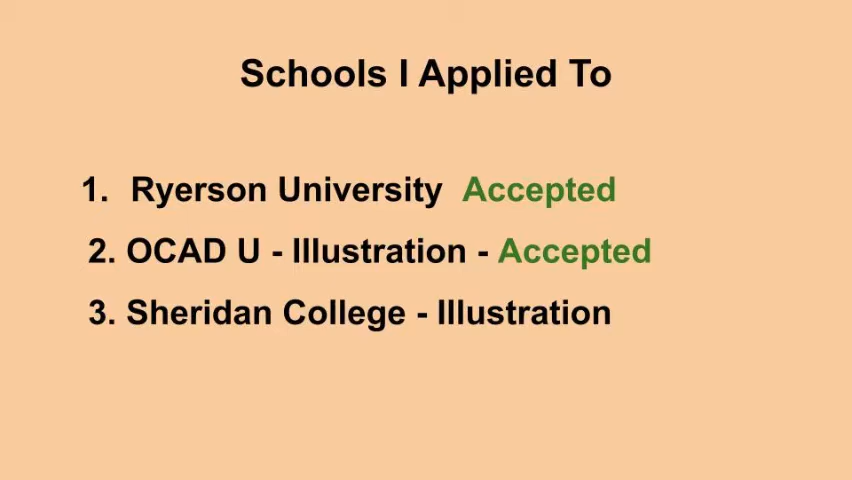 Schools I Applied To
1. Ryerson University Accepted
2. OCAD U - Illustration - Accepted
3. Sheridan College - Illustration